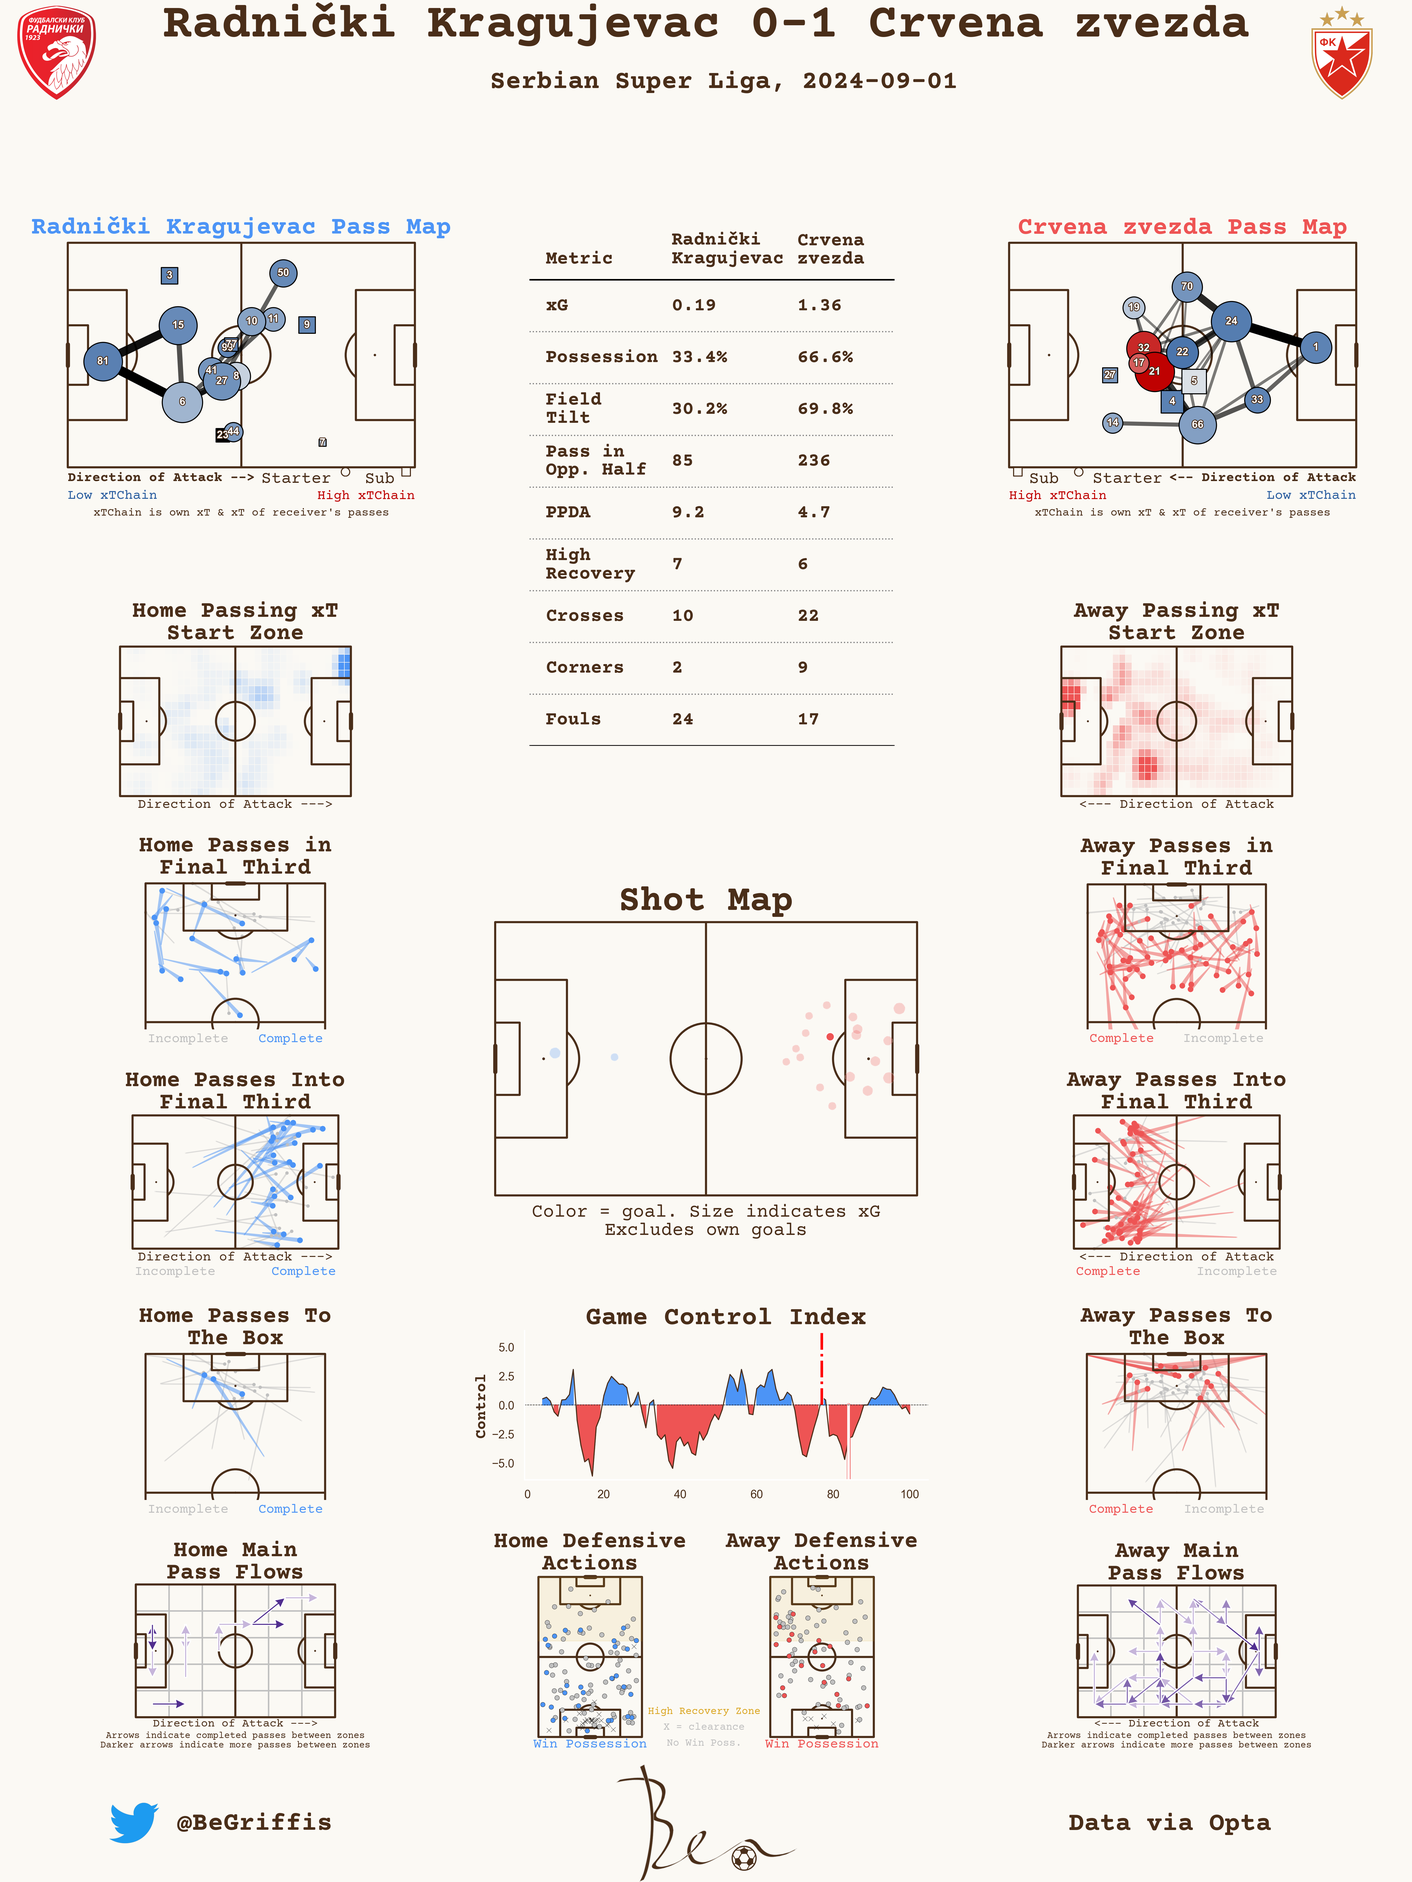 Radnički Kragujevac 0-1 Crvena zvezda
Serbian Super Liga, 2024-09-01
ФУДБАЛСКИ КЛУБ
РАДНИЧКИ
1923
ФК
Radnički Kragujevac Pass Map
3
50
15
10
11
9
77
81
41
8
27
6
23
44
7
Direction of Attack --> Starter Sub
Low xTChain High xTChain
xTChain is own xT & xT of receiver's passes
Metric Radnički Kragujevac Crvena zvezda
xG 0.19 1.36
Possession 33.4% 66.6%
Field Tilt 30.2% 69.8%
Pass in Opp. Half 85 236
PPDA 9.2 4.7
High Recovery 7 6
Crosses 10 22
Corners 2 9
Fouls 24 17
Crvena zvezda Pass Map
70
19
24
32
22
1
17
21
27
5
4
33
14
66
Sub Starter <-- Direction of Attack
High xTChain Low xTChain
xTChain is own xT & xT of receiver's passes
Home Passing xT
Start Zone
Direction of Attack --->
Away Passing xT
Start Zone
<--- Direction of Attack
Home Passes in
Final Third
Incomplete Complete
Away Passes in
Final Third
Complete Incomplete
Shot Map
Color = goal. Size indicates xG
Excludes own goals
Home Passes Into
Final Third
Direction of Attack --->
Incomplete Complete
Away Passes Into
Final Third
<--- Direction of Attack
Complete Incomplete
Home Passes To
The Box
Incomplete Complete
Game Control Index
Control
5.0
2.5
0.0
−2.5
−5.0
0 20 40 60 80 100
Away Passes To
The Box
Complete Incomplete
Home Main
Pass Flows
Direction of Attack --->
Arrows indicate completed passes between zones
Darker arrows indicate more passes between zones
Home Defensive
Actions
Win Possession
Away Defensive
Actions
Win Possession
High Recovery Zone
X = clearance
No Win Poss.
Away Main
Pass Flows
<--- Direction of Attack
Arrows indicate completed passes between zones
Darker arrows indicate more passes between zones
@BeGriffis
Ben
Data via Opta